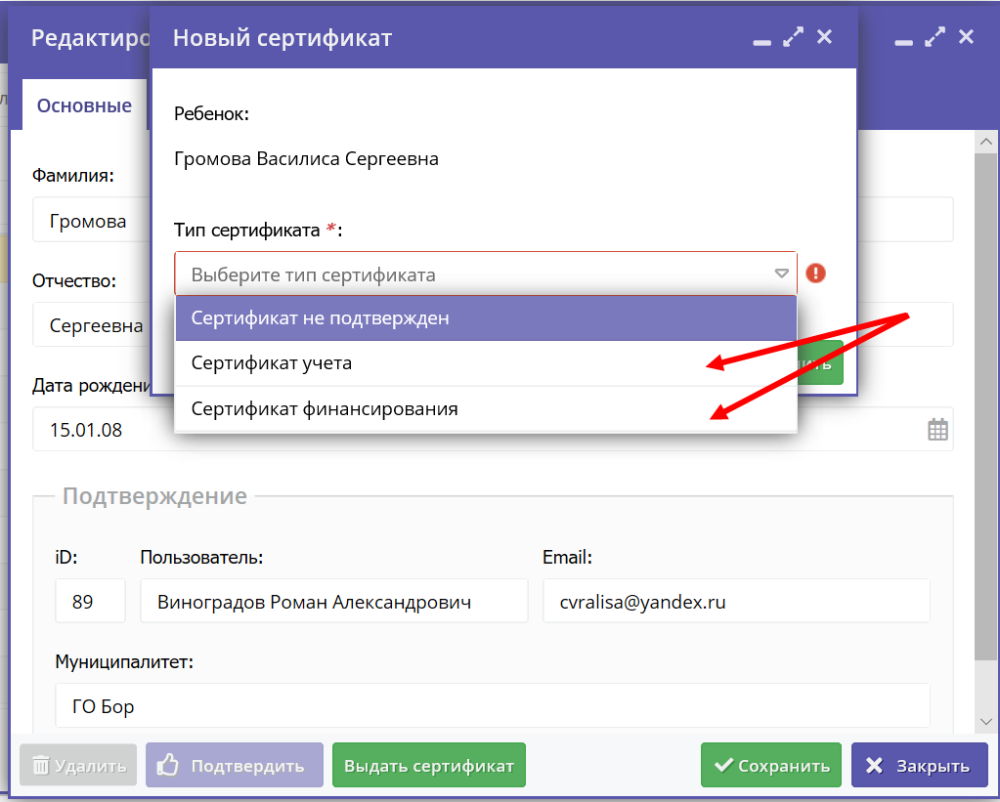 Новый сертификат
Основные
Ребенок:
Громова Василиса Сергеевна
Фамилия:
Громова
Тип сертификата *:
Выберите тип сертификата
Отчество:
Сергеевна
Сертификат не подтвержден
Сертификат учета
Сертификат финансирования
Дата
15.01.08
Подтверждение
iD:
Пользователь:
Email:
89
Виноградов Роман Александрович
cvralisa@yandex.ru
Муниципалитет:
ГО Бор
Удалить
Подтвердить
Выдать сертификат
Сохранить
Закрыть